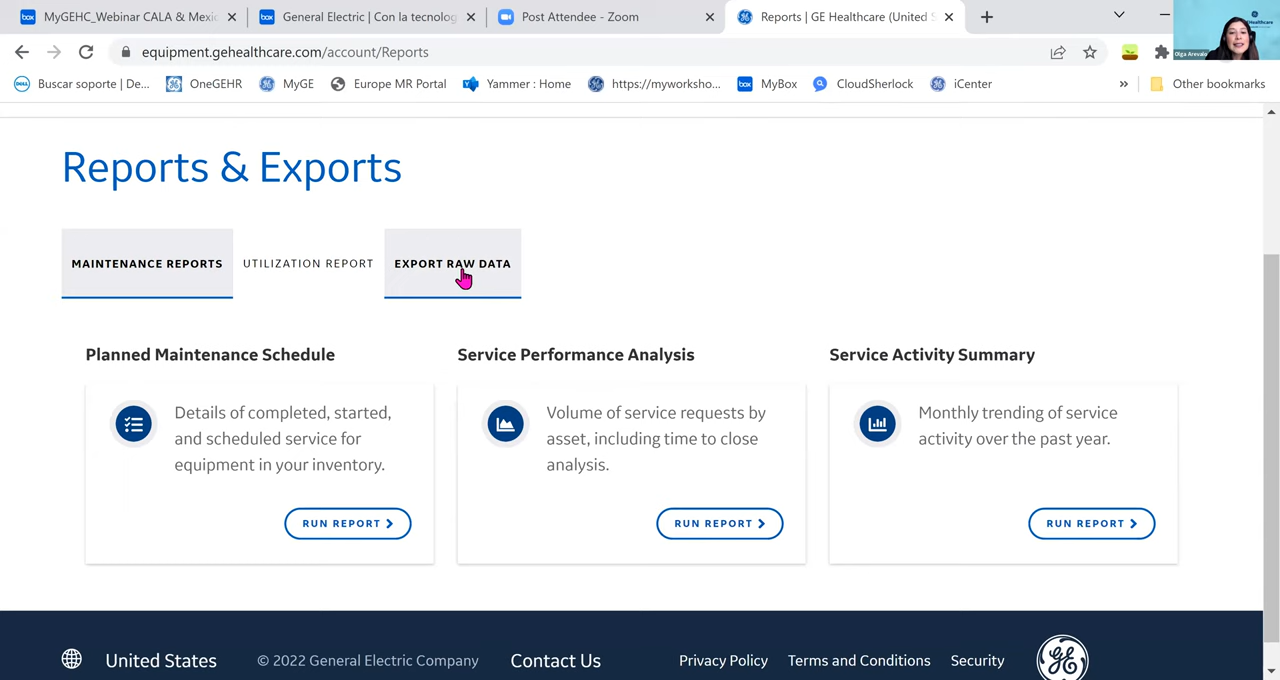 MyGEHC_Webinar CALA & Mexic
General Electric | Con la tecnolog
Post Attendee - Zoom
Reports | GE Healthcare (United S
equipment.gehealthcare.com/account/Reports
Olga Arevalo
Buscar soporte | De...
OneGEHR
MyGE
Europe MR Portal
Yammer : Home
https://myworksho...
MyBox
CloudSherlock
iCenter
»
Other bookmarks
Reports & Exports
MAINTENANCE REPORTS
UTILIZATION REPORT
EXPORT RAW DATA
Planned Maintenance Schedule
Details of completed, started,
and scheduled service for
equipment in your inventory.
RUN REPORT
Service Performance Analysis
Volume of service requests by
asset, including time to close
analysis.
RUN REPORT
Service Activity Summary
Monthly trending of service
activity over the past year.
RUN REPORT
United States
© 2022 General Electric Company
Contact Us
Privacy Policy
Terms and Conditions
Security